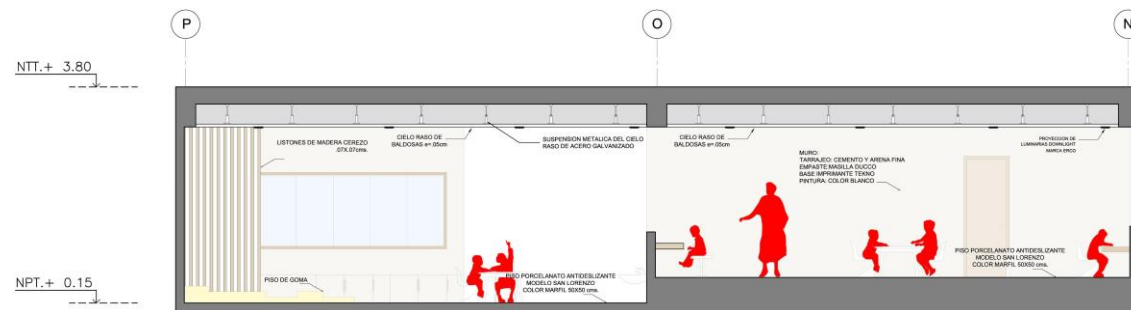 P
O
N
NTT.+ 3.80
LISTONES DE MADERA CEREZO
.07X.07cms.
CIELO RASO DE
BALDOSAS e=.05cm
SUSPENSION METALICA DEL CIELO
RASO DE ACERO GALVANIZADO
CIELO RASO DE
BALDOSAS e=.05cm
PROYECCION DE
LUMINARIAS DOWNLIGHT
MARCA ERCO
MURO:
TARRAJEO: CEMENTO Y ARENA FINA
EMPASTE:MASILLA DUCCO
BASE IMPRIMANTE TEKNO
PINTURA: COLOR BLANCO
NPT.+ 0.15
PISO DE GOMA
PISO PORCELANATO ANTIDESLIZANTE
MODELO SAN LORENZO
COLOR MARFIL 50X50 cms.
PISO PORCELANATO ANTIDESLIZANTE
MODELO SAN LORENZO
COLOR MARFIL 50X50 cms.